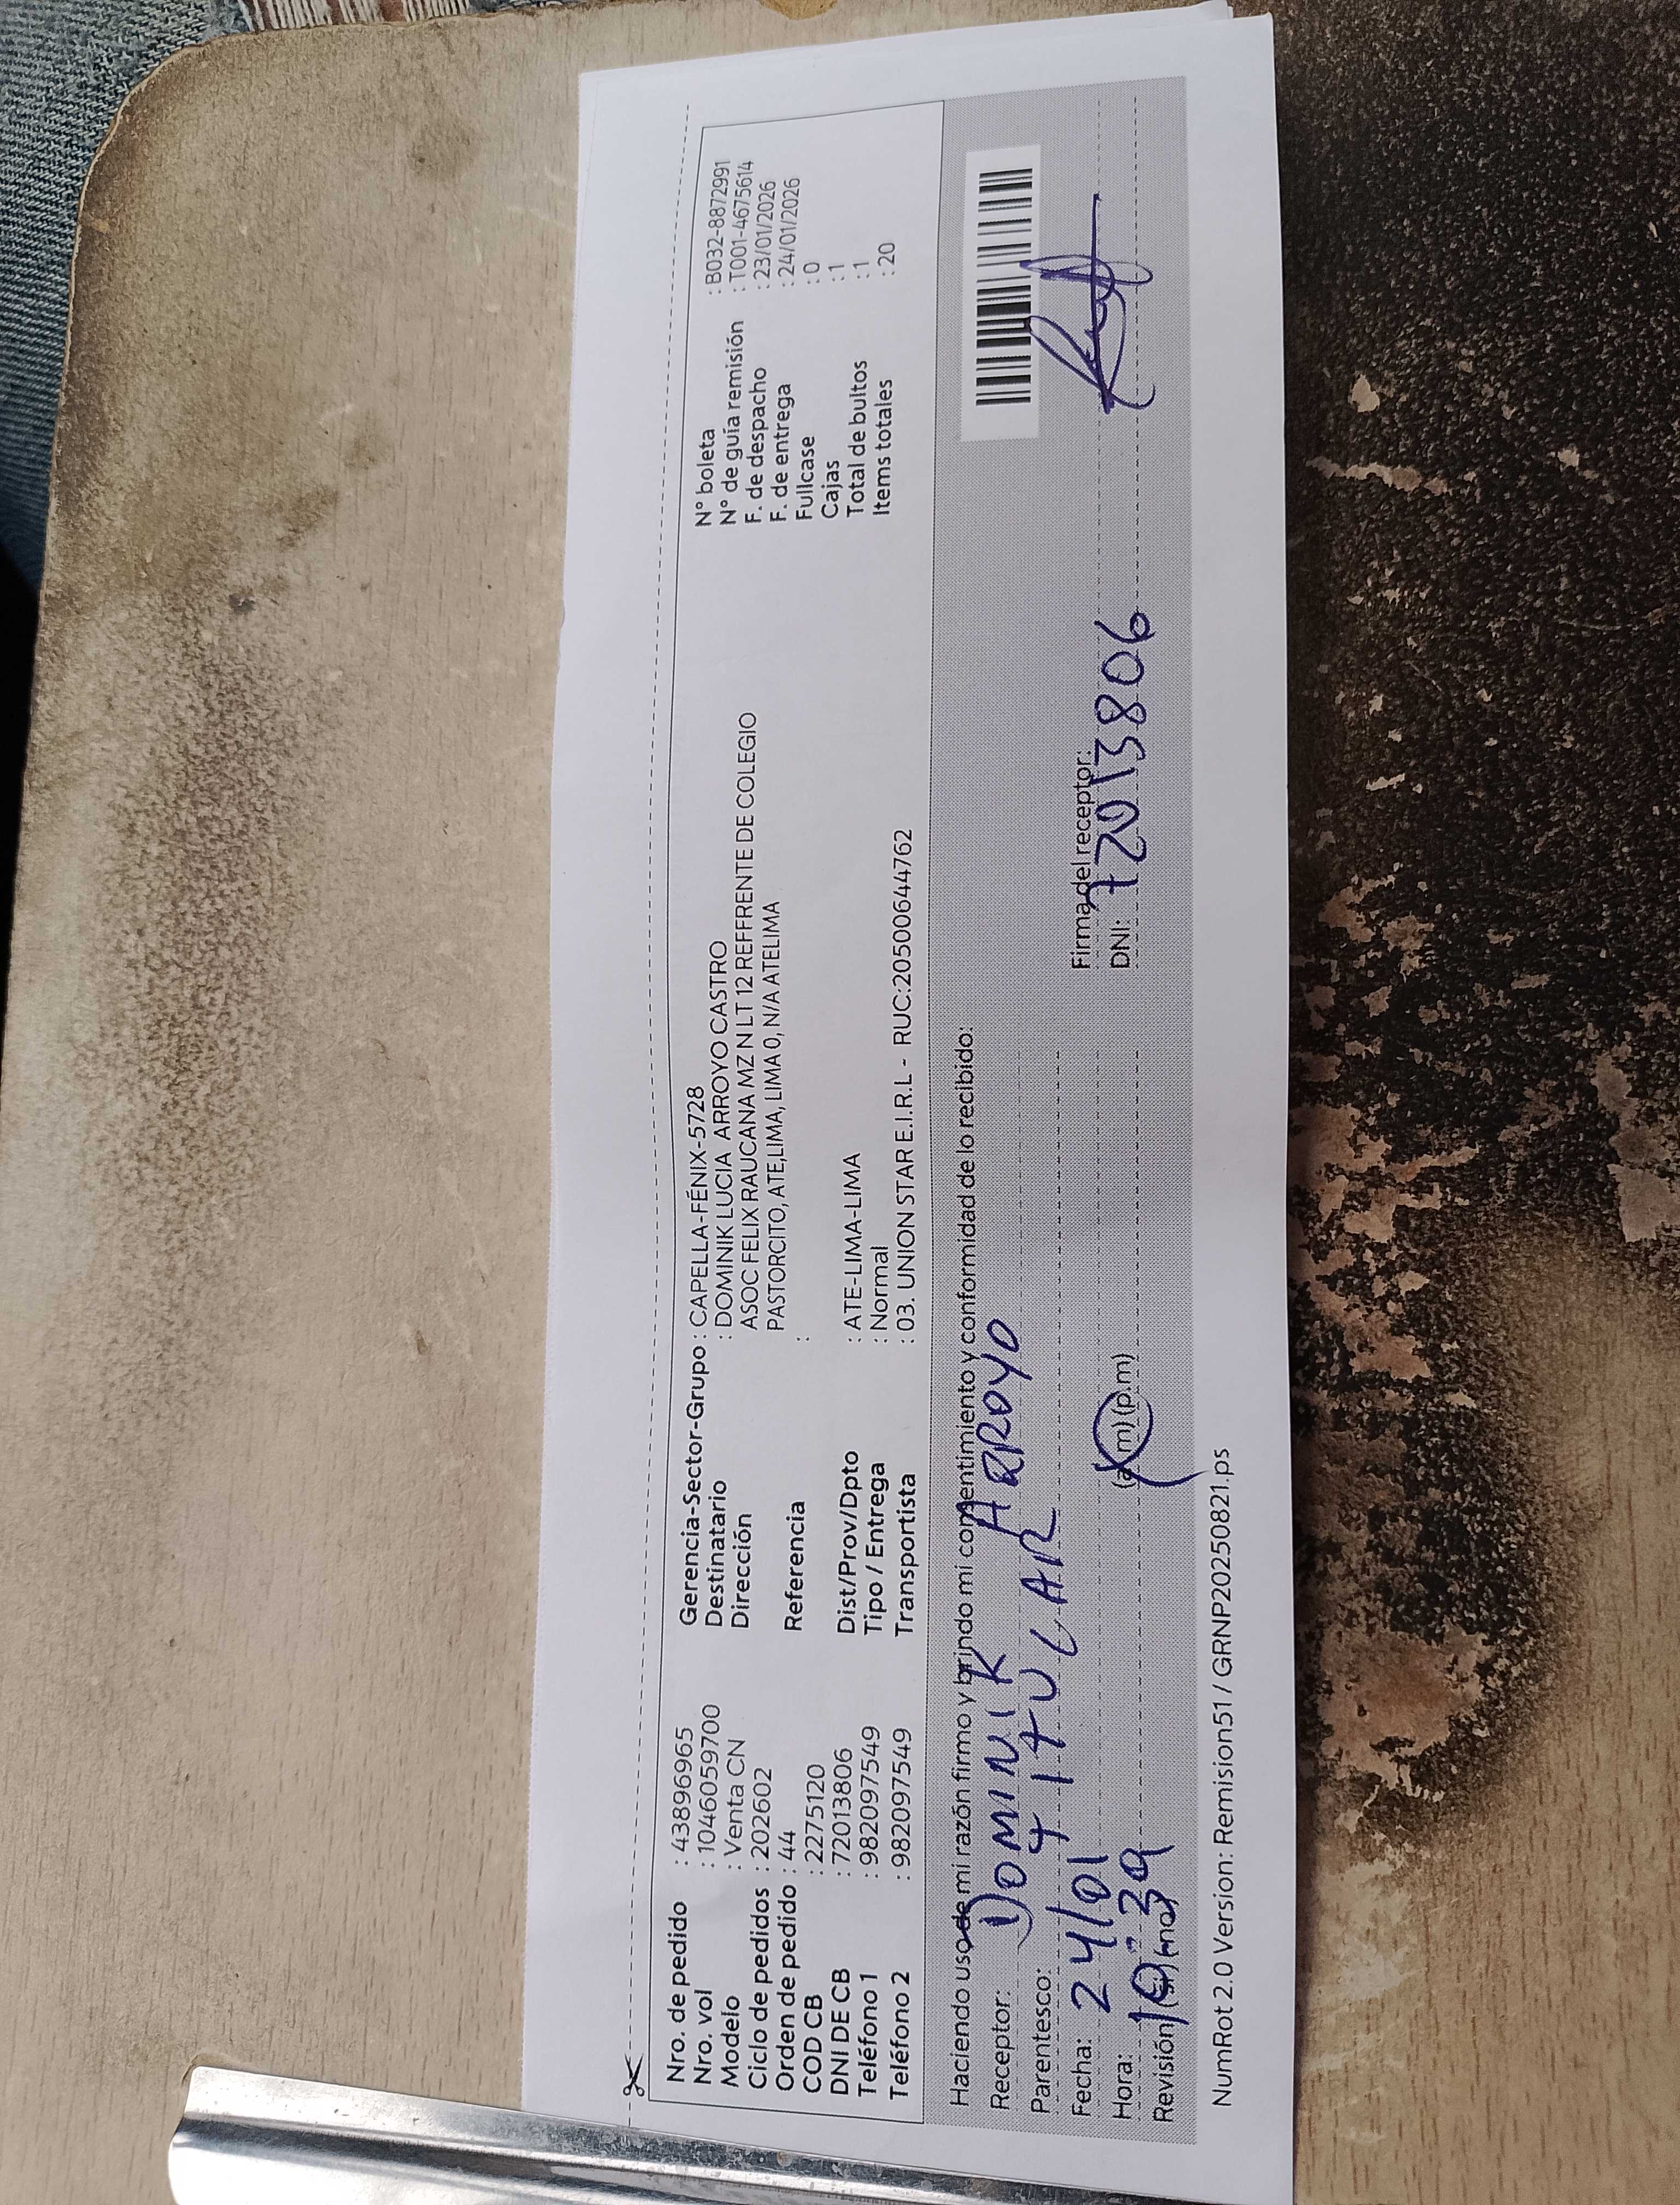 Nro. de pedido : 43896965
Nro. vol : 1046059700
Modelo : Venta CN
Ciclo de pedidos : 202602
Orden de pedido : 44
COD CB : 2275120
DNI DE CB : 72013806
Teléfono 1 : 982097549
Teléfono 2 : 982097549
Gerencia-Sector-Grupo : CAPELLA-FÉNIX-5728
Destinatario : DOMINIK LUCIA ARROYO CASTRO
Dirección ASOC FELIX RAUCANA MZ N LT 12 REFFRENTE DE COLEGIO
PASTORCITO, ATE,LIMA, LIMA 0, N/A ATELIMA
Referencia :
Dist/Prov/Dpto : ATE-LIMA-LIMA
Tipo / Entrega : Normal
Transportista : 03. UNION STAR E.I.R.L - RUC:20500644762
N° boleta : B032-8872991
N° de guía remisión : T001-4675614
F. de despacho : 23/01/2026
F. de entrega : 24/01/2026
Fullcase : 0
Cajas : 1
Total de bultos : 1
Items totales : 20
Haciendo uso de mi razón firmo y brindo mi consentimiento y conformidad de lo recibido:
Receptor: DOMINIK ARROYO
Parentesco: TITULAR
Fecha: 24/01
Hora: 10:39 (a.m) (p.m)
Revisión (si) (no)
Firma del receptor:
DNI: 72013806
NumRot 2.0 Version: Remision51 / GRNP20250821.ps